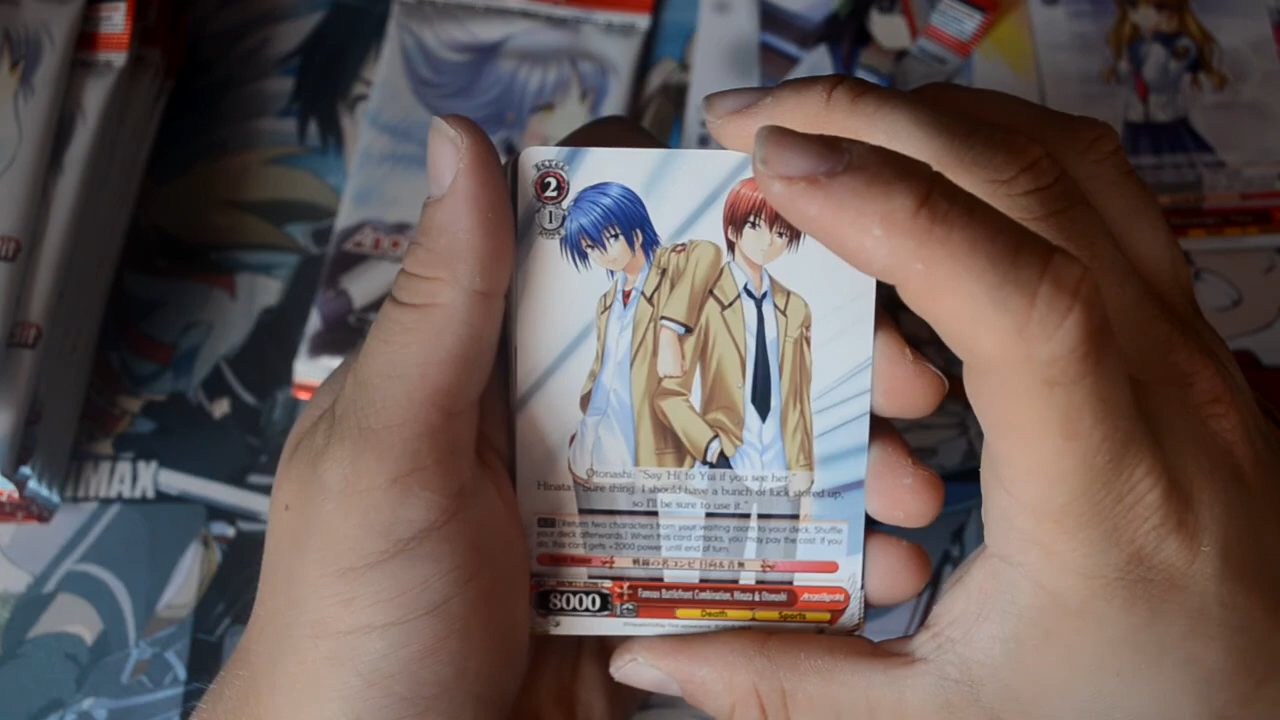 2
1
Otonashi: "Say 'Hi' to Yui if you see her."
Hinata: "Sure thing. I should have a bunch of luck stored up,
so I'll be sure to use it."
[Return two characters from your waiting room to your deck. Shuffle
your deck afterwards.] When this card attacks, you may pay the cost. If you
do, this card gets +2000 power until end of turn.
戦線の名コンビ 日向&音無
8000
Famous Battlefront Combination, Hinata & Otonashi
AngelBeats!
Death
Sports
IMAX